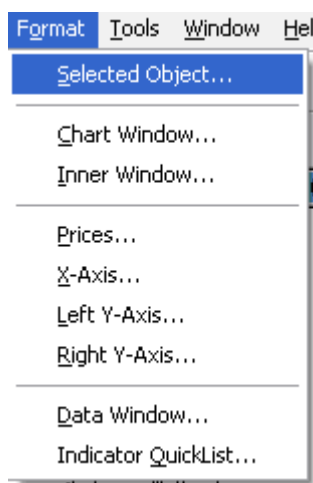 Format Tools Window Hel
Selected Object...
Chart Window...
Inner Window...
Prices...
X-Axis...
Left Y-Axis...
Right Y-Axis...
Data Window...
Indicator QuickList...